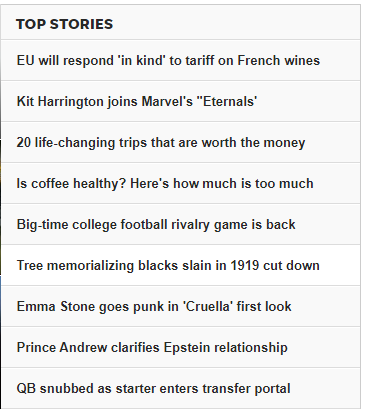 TOP STORIES
EU will respond 'in kind' to tariff on French wines
Kit Harrington joins Marvel's "Eternals'
20 life-changing trips that are worth the money
Is coffee healthy? Here's how much is too much
Big-time college football rivalry game is back
Tree memorializing blacks slain in 1919 cut down
Emma Stone goes punk in 'Cruella' first look
Prince Andrew clarifies Epstein relationship
QB snubbed as starter enters transfer portal